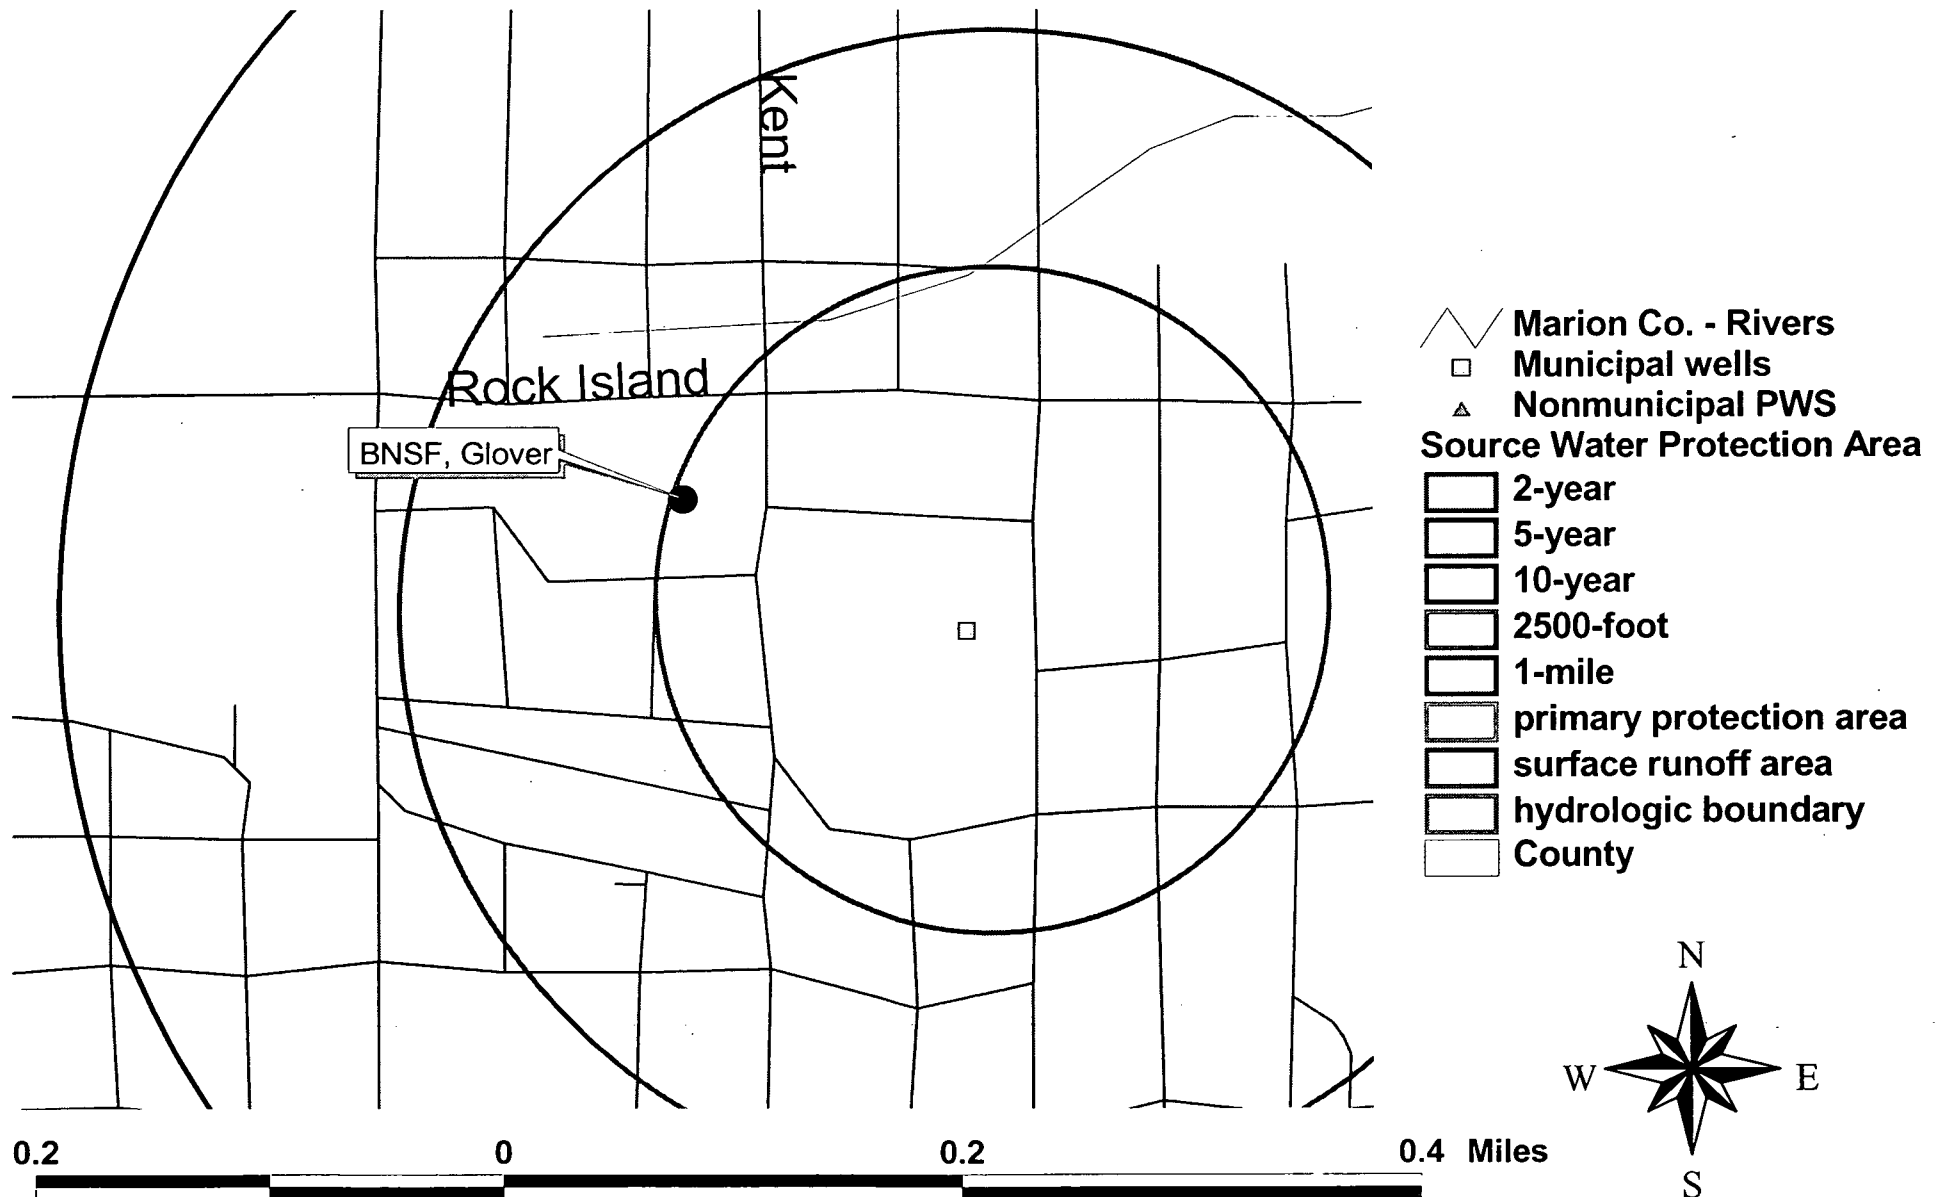 Kent
Rock Island
BNSF, Glover
Marion Co. - Rivers
Municipal wells
Nonmunicipal PWS
Source Water Protection Area
2-year
5-year
10-year
2500-foot
1-mile
primary protection area
surface runoff area
hydrologic boundary
County
N
W E
S
0.2 0 0.2 0.4 Miles